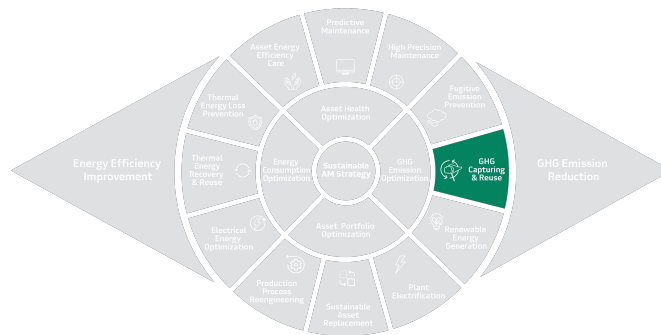 Predictive
Maintenance
Asset Energy
Efficiency
Care
High Precision
Maintenance
Thermal
Energy Loss
Prevention
Fugitive
Emission
Prevention
Asset Health
Optimization
Energy Efficiency
Improvement
Thermal
Energy
Recovery
& Reuse
Energy
Consumption
Optimization
Sustainable
AM Strategy
GHG
Emission
Optimization
GHG
Capturing
& Reuse
GHG Emission
Reduction
Asset Portfolio
Optimization
Electrical
Energy
Optimization
Renewable
Energy
Generation
Production
Process
Reengineering
Sustainable
Asset
Replacement
Plant
Electrification